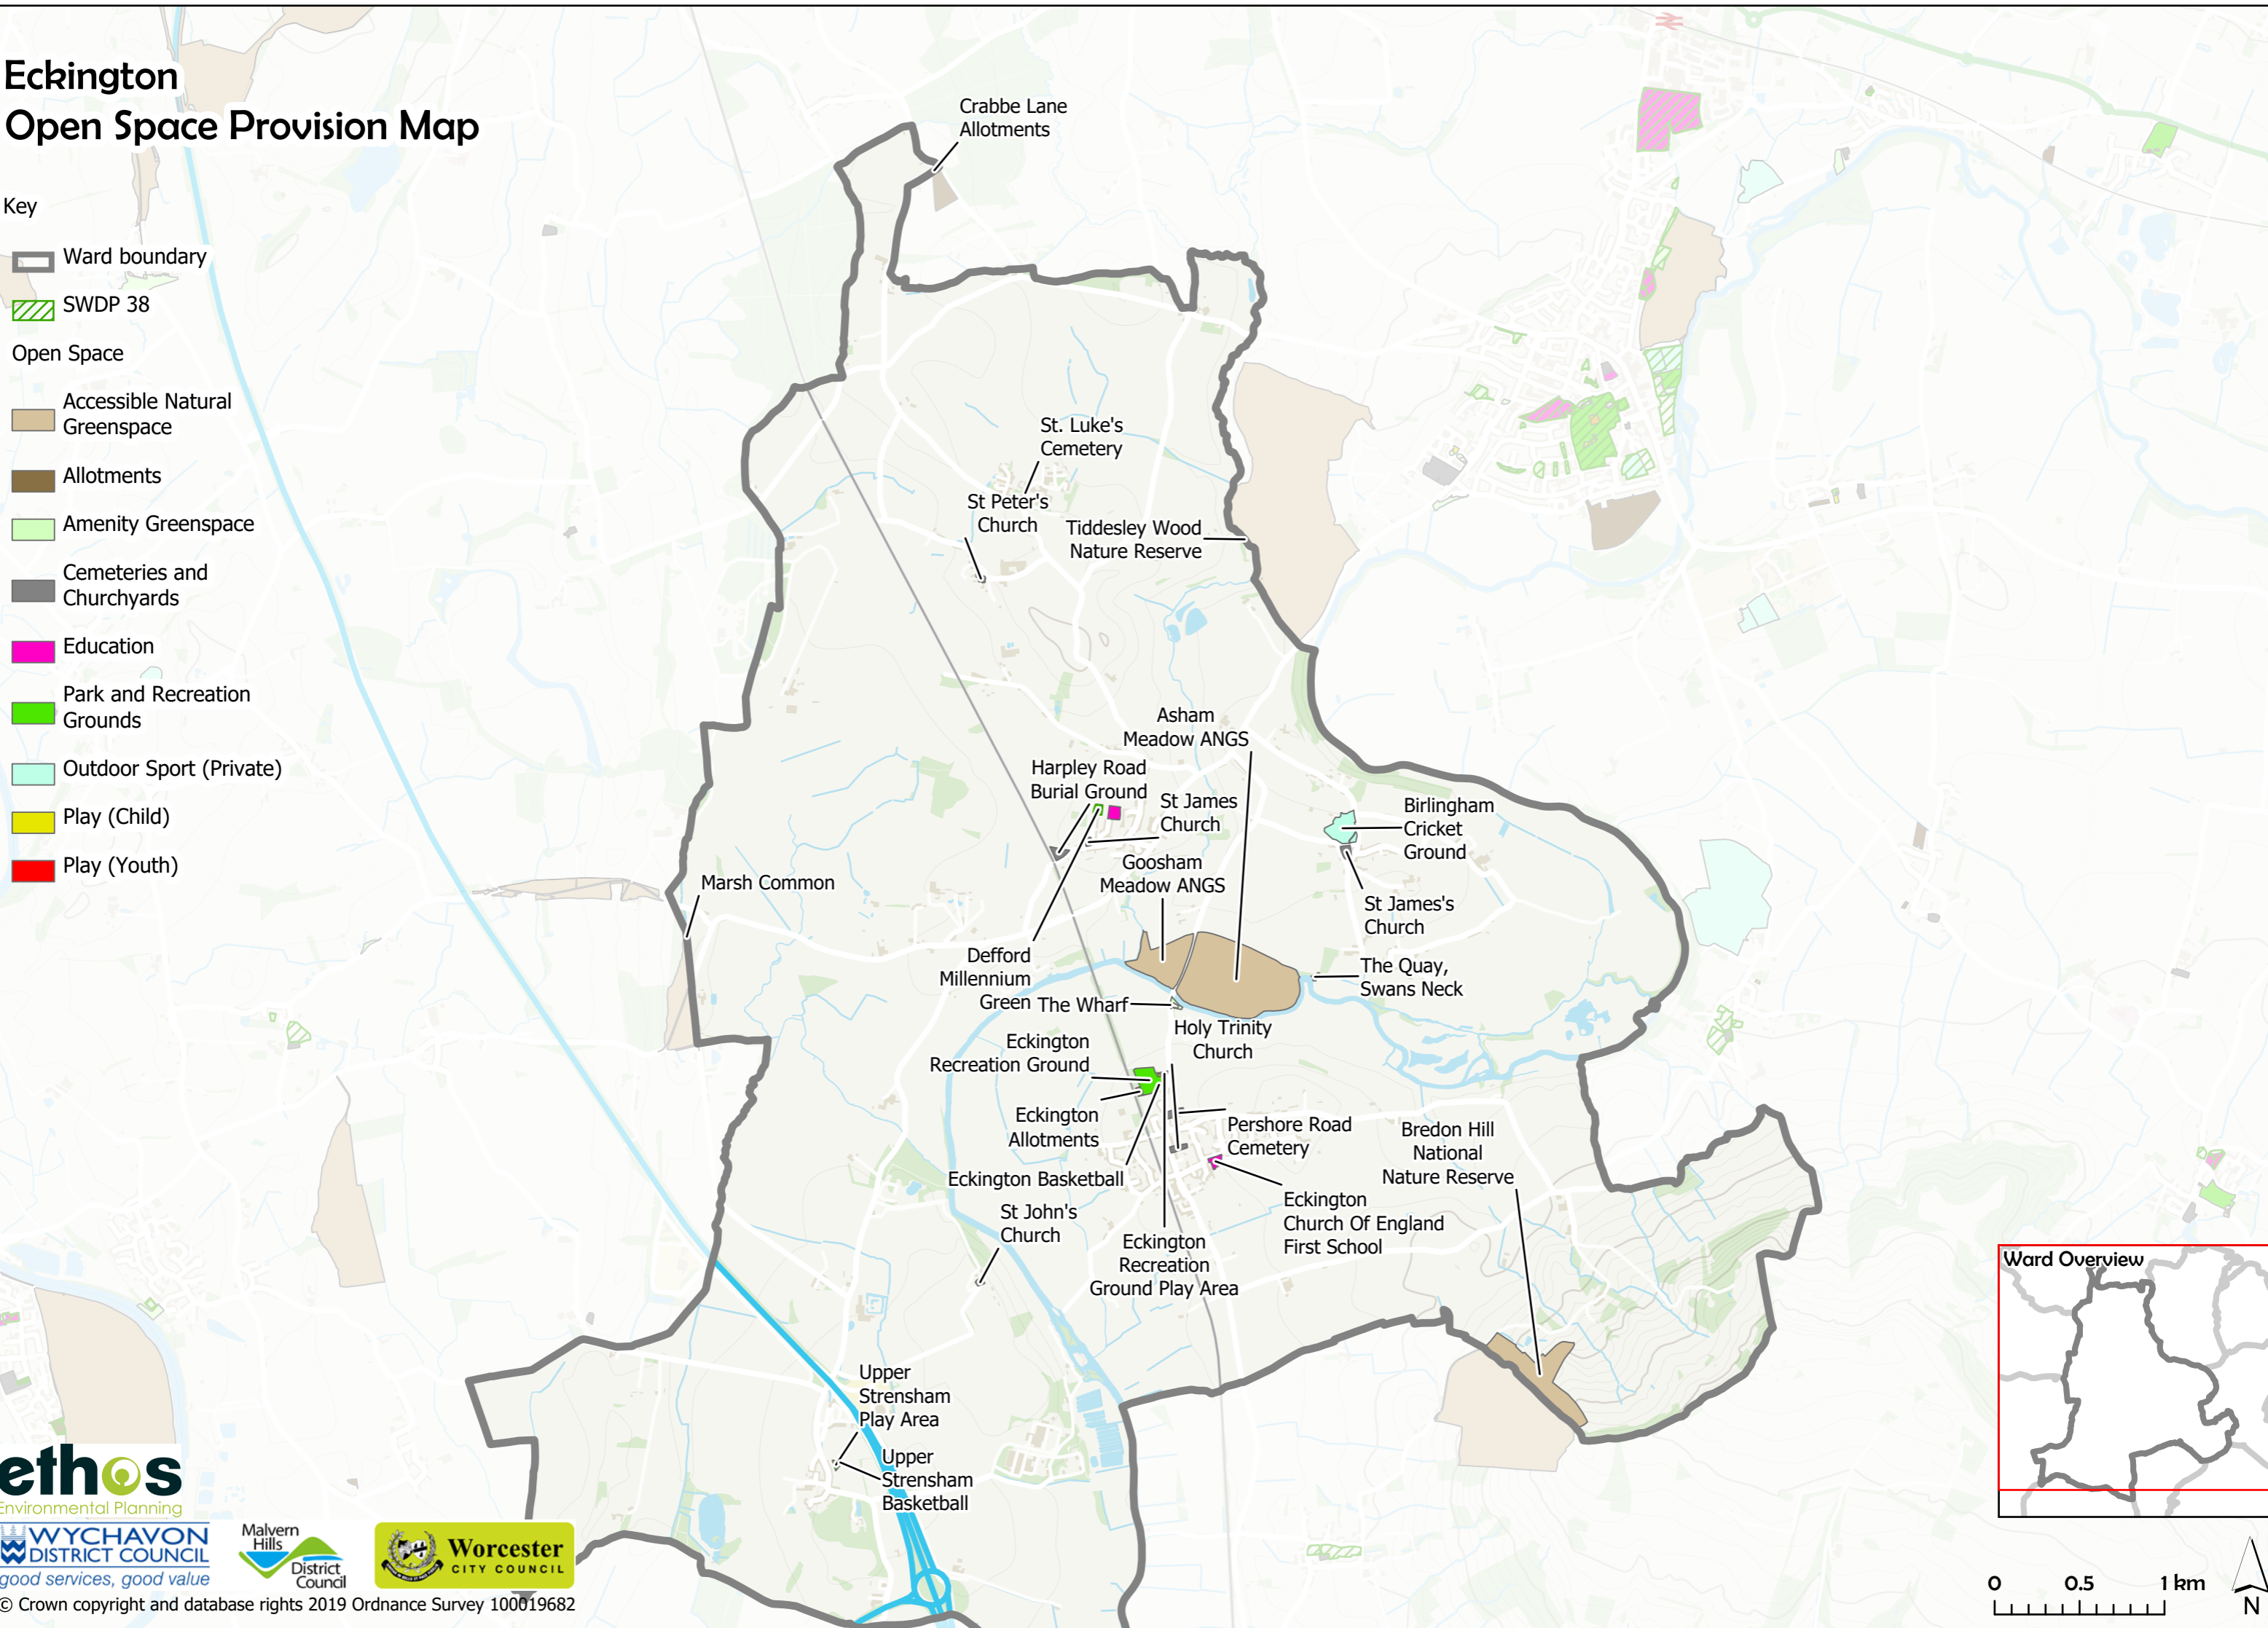 Eckington
Open Space Provision Map
Key
Ward boundary
SWDP 38
Open Space
Accessible Natural
Greenspace
Allotments
Amenity Greenspace
Cemeteries and
Churchyards
Education
Park and Recreation
Grounds
Outdoor Sport (Private)
Play (Child)
Play (Youth)
Crabbe Lane
Allotments
St. Luke's
Cemetery
St Peter's
Church
Tiddesley Wood
Nature Reserve
Asham
Meadow ANGS
Harpley Road
Burial Ground
St James
Church
Birlingham
Cricket
Ground
Goosham
Meadow ANGS
Marsh Common
St James's
Church
Defford
Millennium
Green
The Wharf
The Quay,
Swans Neck
Holy Trinity
Church
Eckington
Recreation Ground
Eckington
Allotments
Pershore Road
Cemetery
Bredon Hill
National
Nature Reserve
Eckington Basketball
Eckington
Church Of England
First School
St John's
Church
Eckington
Recreation
Ground Play Area
Upper
Strensham
Play Area
Upper
Strensham
Basketball
Ward Overview
0 0.5 1 km
N
ethos
Environmental Planning
WYCHAVON
DISTRICT COUNCIL
good services, good value
Malvern
Hills
District
Council
Worcester
CITY COUNCIL
© Crown copyright and database rights 2019 Ordnance Survey 100019682